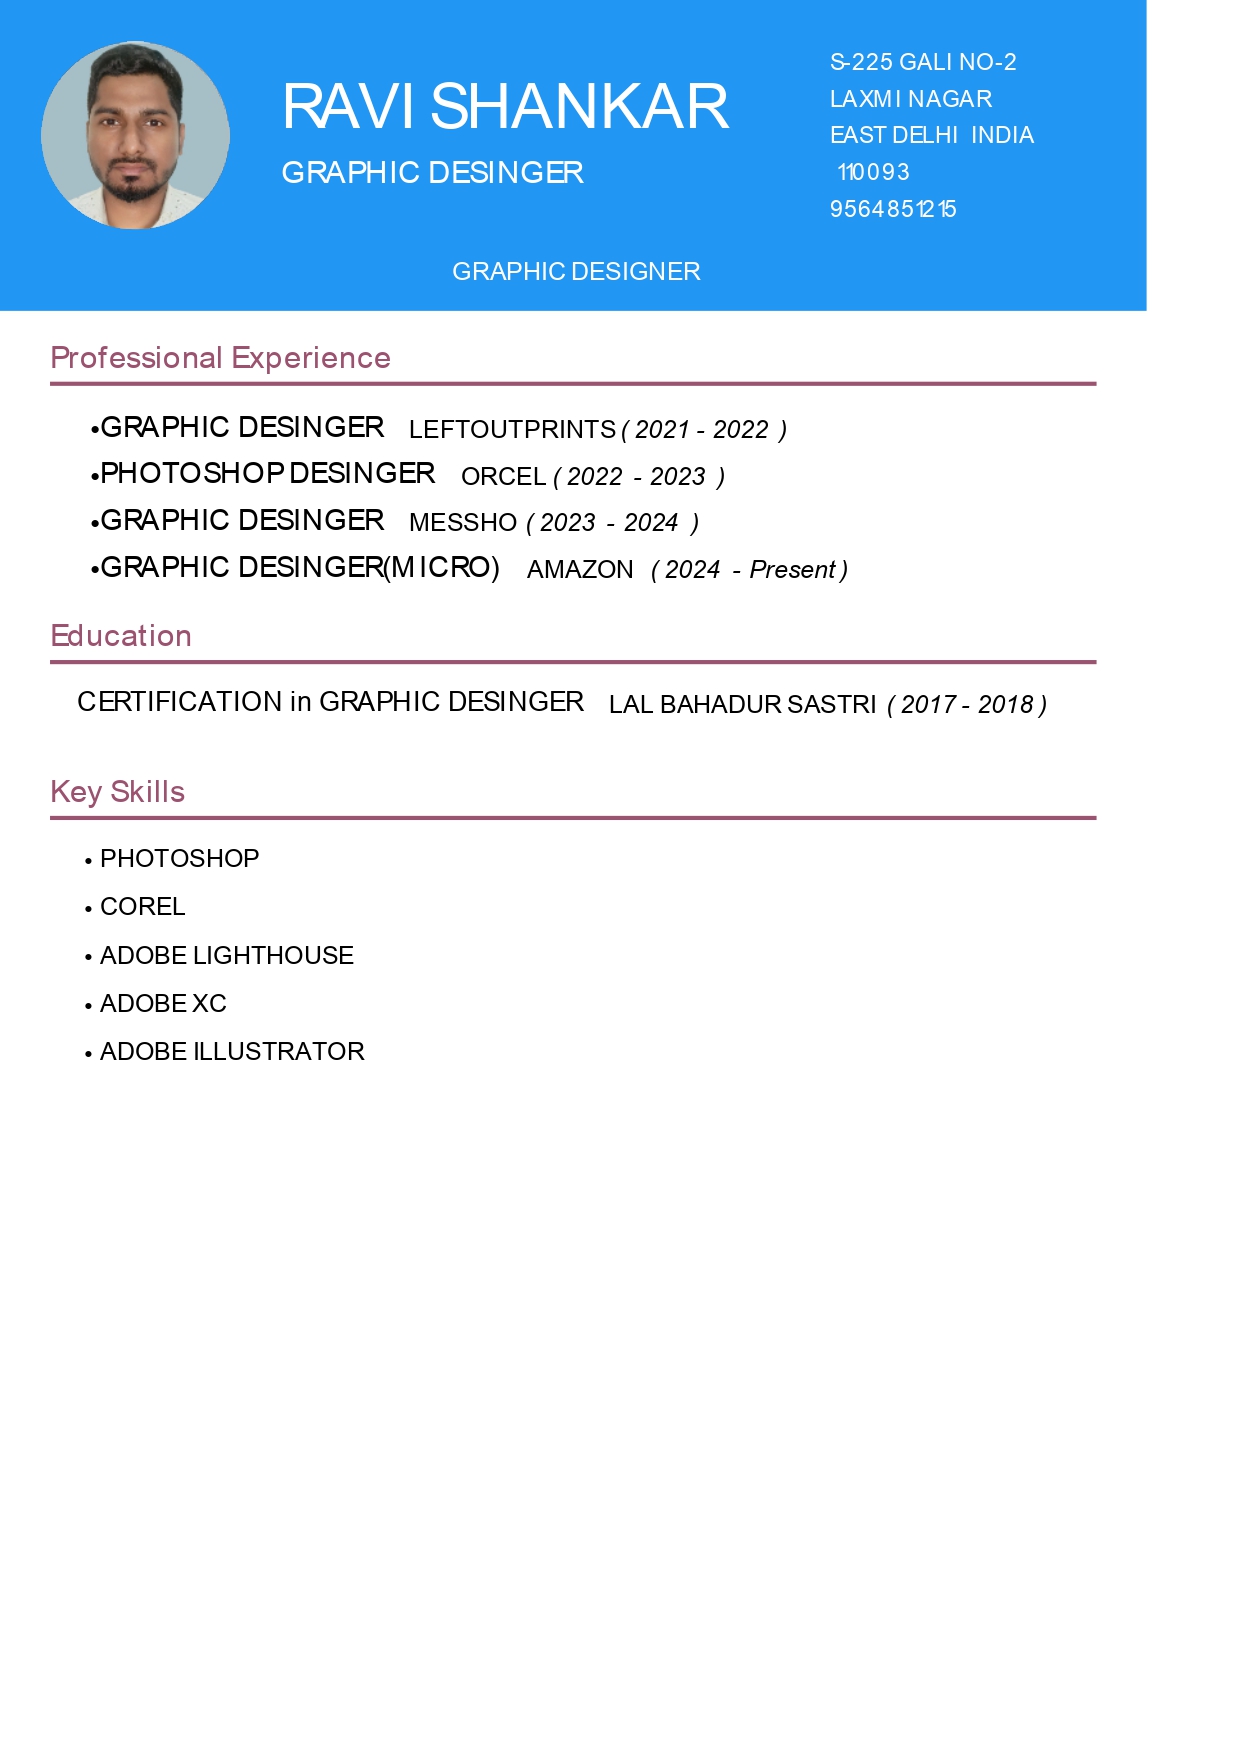 RAVI SHANKAR
GRAPHIC DESINGER
S-225 GALI NO-2
LAXMI NAGAR
EAST DELHI INDIA
110093
9564851215
GRAPHIC DESIGNER
Professional Experience
•GRAPHIC DESINGER LEFTOUTPRINTS ( 2021 - 2022 )
•PHOTOSHOP DESINGER ORCEL ( 2022 - 2023 )
•GRAPHIC DESINGER MESSHO ( 2023 - 2024 )
•GRAPHIC DESINGER(MICRO) AMAZON ( 2024 - Present )
Education
CERTIFICATION in GRAPHIC DESINGER LAL BAHADUR SASTRI ( 2017 - 2018 )
Key Skills
• PHOTOSHOP
• COREL
• ADOBE LIGHTHOUSE
• ADOBE XC
• ADOBE ILLUSTRATOR